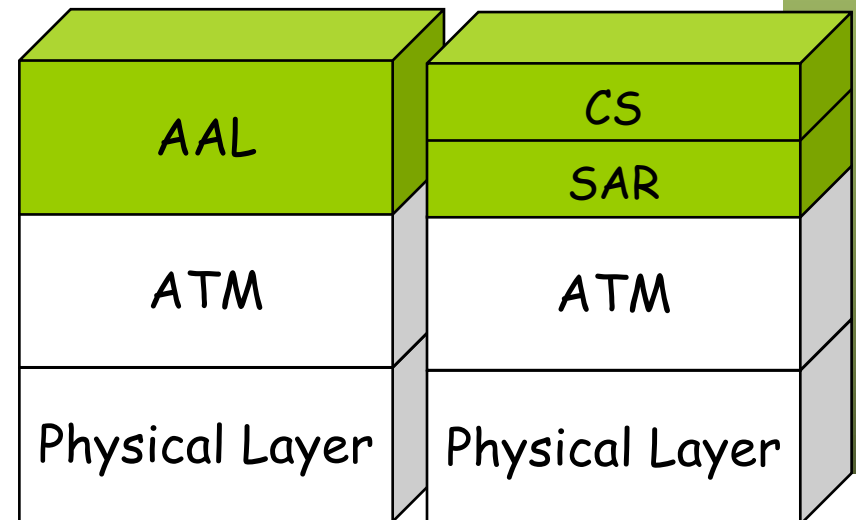 AAL
ATM
Physical Layer
CS
SAR
ATM
Physical Layer